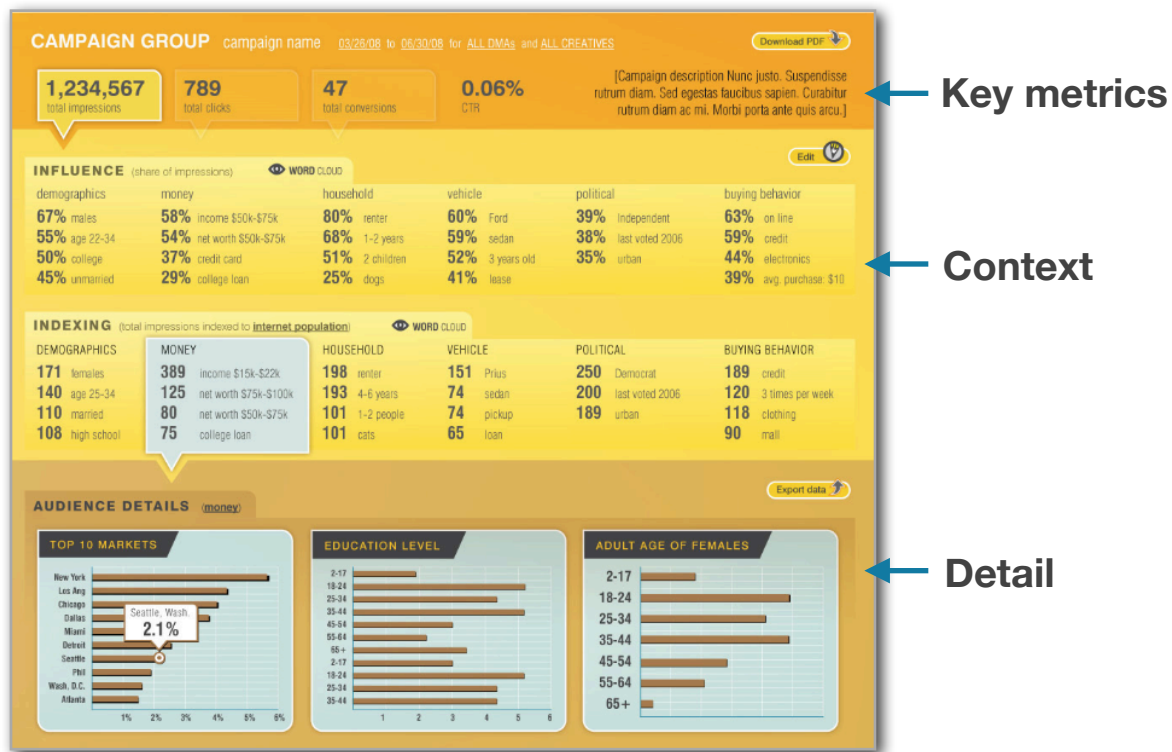 CAMPAIGN GROUP campaign name 03/26/08 to 06/30/08 for ALL DMAs and ALL CREATIVES
Download PDF
1,234,567
total impressions
789
total clicks
47
total conversions
0.06%
CTR
[Campaign description Nunc justo. Suspendisse
rutrum diam. Sed egestas faucibus sapien. Curabitur
rutrum diam ac mi. Morbi porta ante quis arcu.]
Key metrics
Edit
INFLUENCE (share of impressions) WORD CLOUD
demographics money household vehicle political buying behavior
67% males 58% income $50k-$75k 80% renter 60% Ford 39% Independent 63% on line
55% age 22-34 54% net worth $50k-$75k 68% 1-2 years 59% sedan 38% last voted 2006 59% credit
50% college 37% credit card 51% 2 children 52% 3 years old 35% urban 44% electronics
45% unmarried 29% college loan 25% dogs 41% lease 39% avg. purchase: $10
Context
INDEXING (total impressions indexed to internet population) WORD CLOUD
DEMOGRAPHICS MONEY HOUSEHOLD VEHICLE POLITICAL BUYING BEHAVIOR
171 females 389 income $15k-$22k 198 renter 151 Prius 250 Democrat 189 credit
140 age 25-34 125 net worth $75k-$100k 193 4-6 years 74 sedan 200 last voted 2006 120 3 times per week
110 married 80 net worth $50k-$75k 101 1-2 people 74 pickup 189 urban 118 clothing
108 high school 75 college loan 101 cats 65 loan 90 mall
Export data
AUDIENCE DETAILS (money)
Detail
TOP 10 MARKETS
New York
Los Ang
Chicago
Dallas
Miami
Detroit
Seattle
Phil
Wash, D.C.
Atlanta
Seattle, Wash.
2.1%
1% 2% 3% 4% 5% 6%
EDUCATION LEVEL
2-17
18-24
25-34
35-44
45-54
55-64
65+
2-17
18-24
25-34
35-44
1 2 3 4 5 6
ADULT AGE OF FEMALES
2-17
18-24
25-34
35-44
45-54
55-64
65+